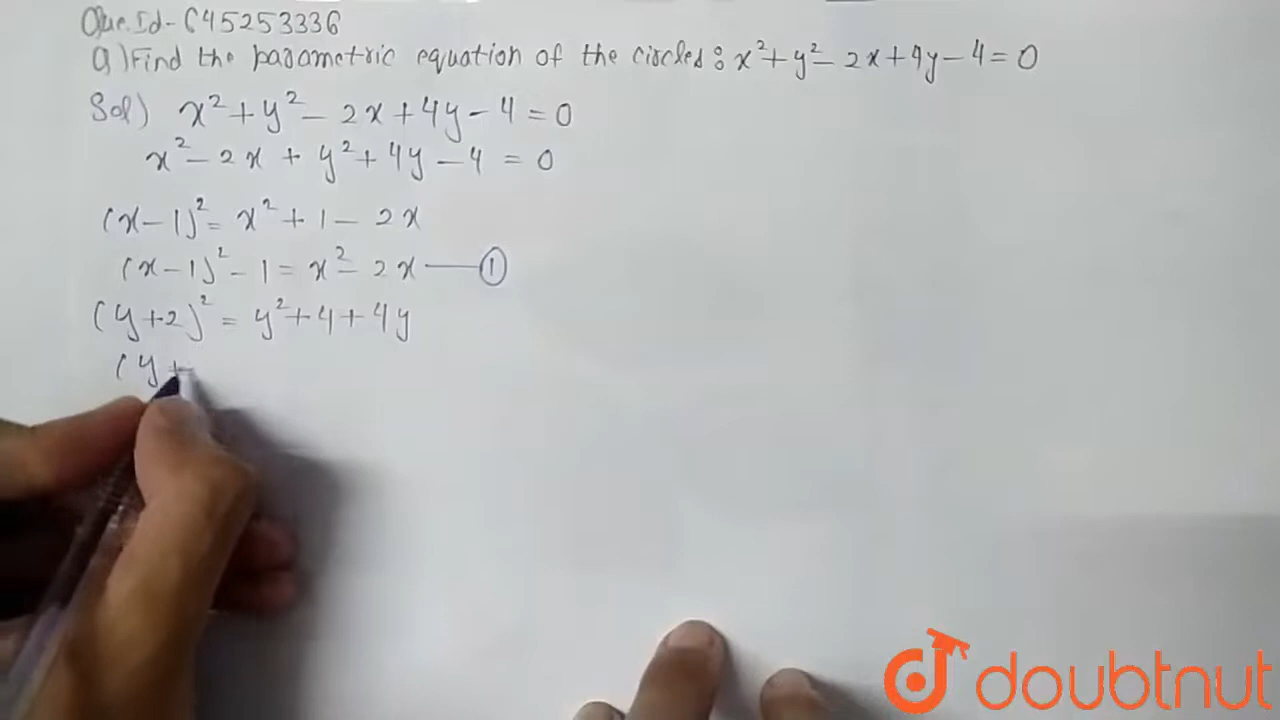 Que.Id-645253336
Q) Find the parametric equation of the circles : x²+y²-2x+4y-4=0
Sol) x²+y²-2x+4y-4=0
x²-2x+y²+4y-4=0
(x-1)²=x²+1-2x
(x-1)²-1=x²-2x —— ①
(y+2)²=y²+4+4y
(y+
doubtnut